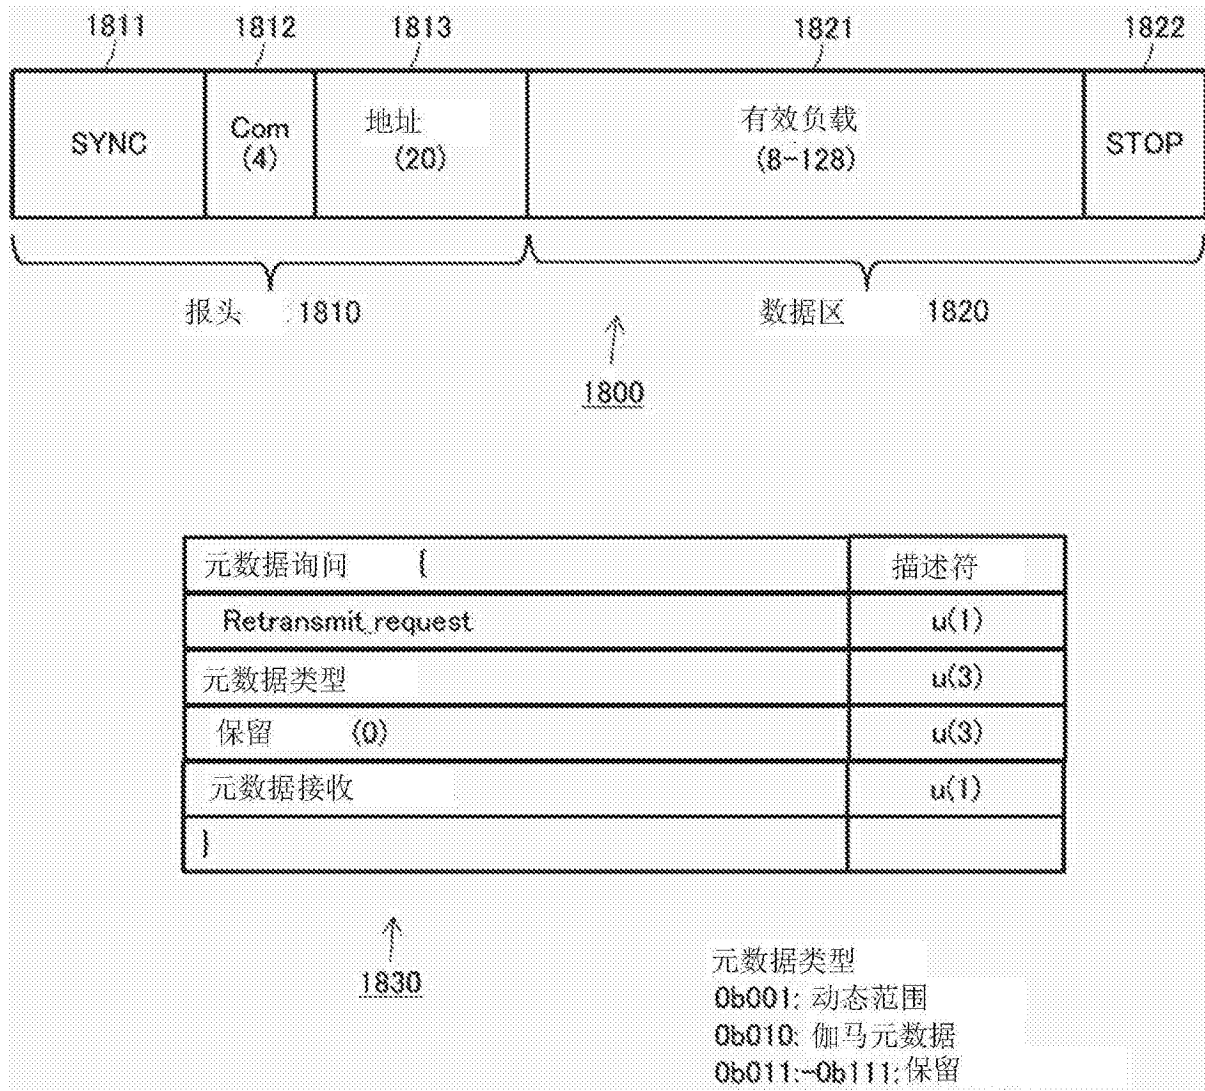 1811 1812 1813 1821 1822
SYNC Com (4) 地址 (20) 有效负载 (8-128) STOP
报头 1810 数据区 1820
1800
元数据询问 { 描述符
Retransmit_request u(1)
元数据类型 u(3)
保留 (0) u(3)
元数据接收 u(1)
}
1830
元数据类型
0b001: 动态范围
0b010: 伽马元数据
0b011:-0b111:保留